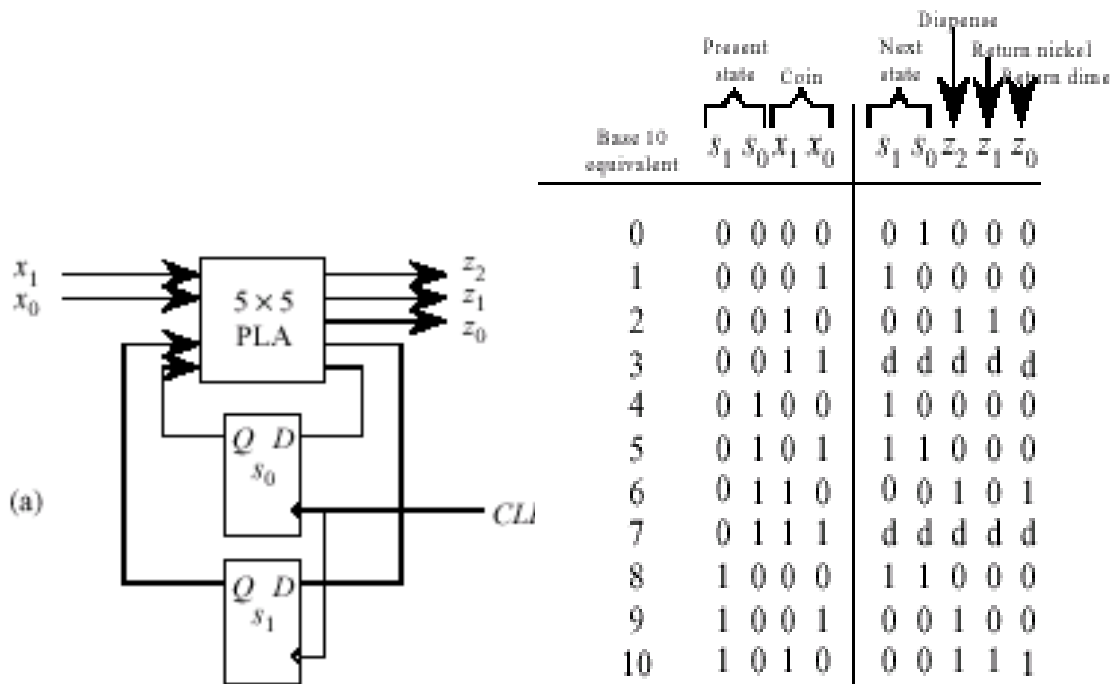 Dispense
Present Next Return nickel
state Coin state Return dime
Base 10
equivalent s1 s0 x1 x0 s1 s0 z2 z1 z0
0 0 0 0 0 0 1 0 0 0
1 0 0 0 1 1 0 0 0 0
2 0 0 1 0 0 0 1 1 0
3 0 0 1 1 d d d d d
4 0 1 0 0 1 0 0 0 0
5 0 1 0 1 1 1 0 0 0
6 0 1 1 0 0 0 1 0 1
7 0 1 1 1 d d d d d
8 1 0 0 0 1 1 0 0 0
9 1 0 0 1 0 0 1 0 0
10 1 0 1 0 0 0 1 1 1
x1 z2
x0 z1
z0
5 × 5
PLA
Q D
s0
(a)
Q D
s1